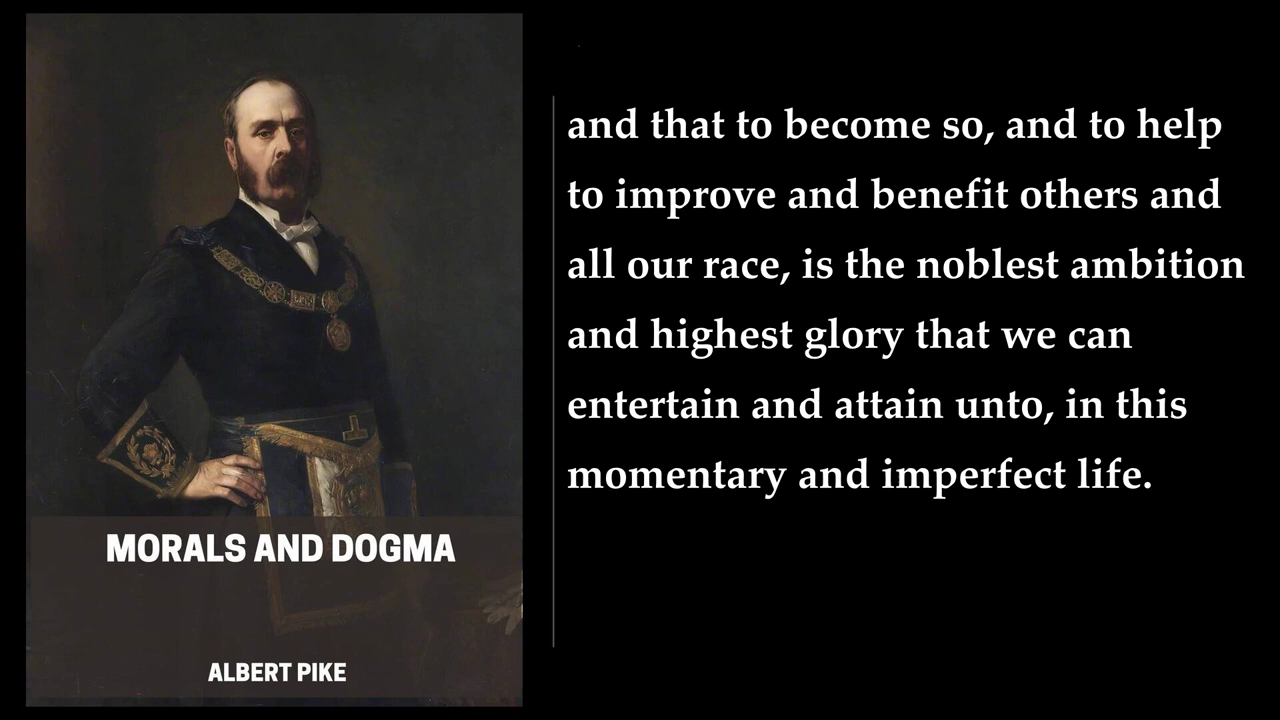 MORALS AND DOGMA
ALBERT PIKE
and that to become so, and to help
to improve and benefit others and
all our race, is the noblest ambition
and highest glory that we can
entertain and attain unto, in this
momentary and imperfect life.